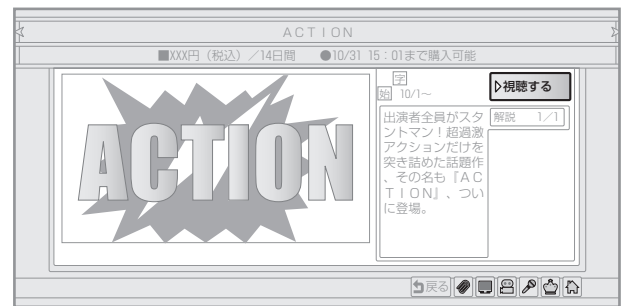 ACTION
■XXX円（税込）／14日間　●10/31 15：01まで購入可能
ACTION
字
始 10/1～
▷視聴する
出演者全員がスタ
ントマン！超過激
アクションだけを
突き詰めた話題作
、その名も『AC
TION』、つい
に登場。
解説　1／1
戻る